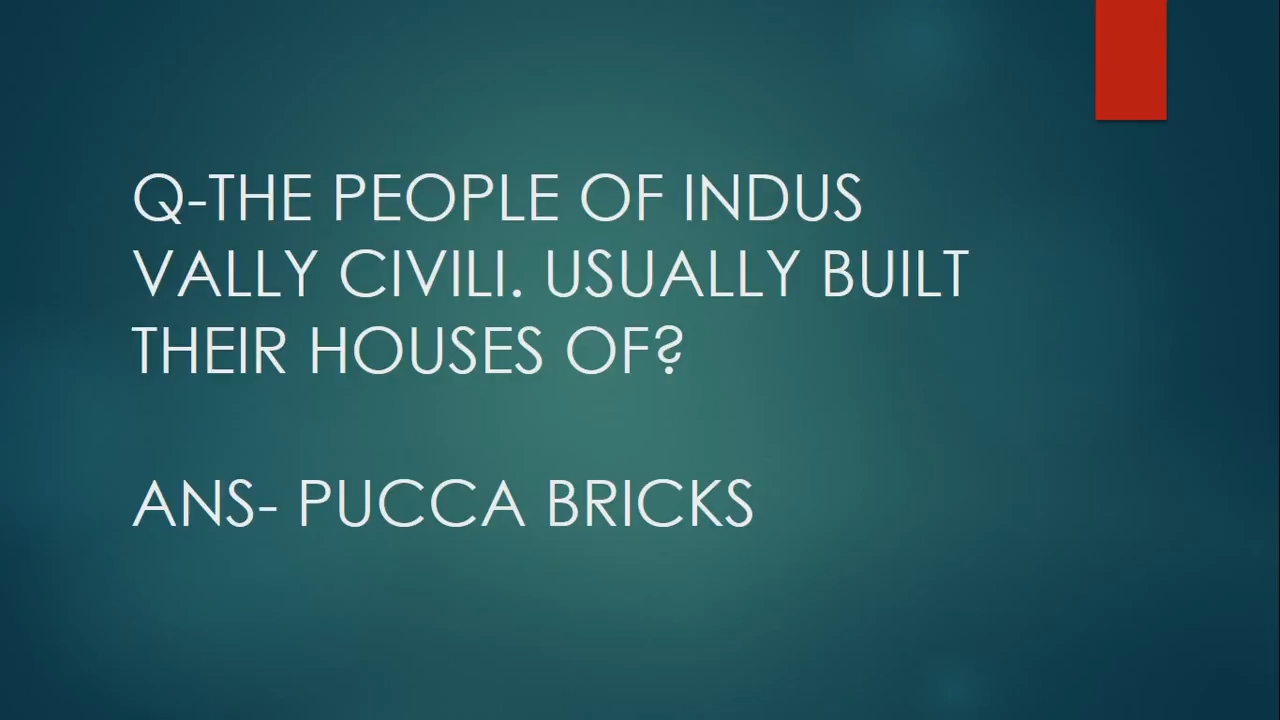 Q-THE PEOPLE OF INDUS
VALLY CIVILI. USUALLY BUILT
THEIR HOUSES OF?
ANS- PUCCA BRICKS